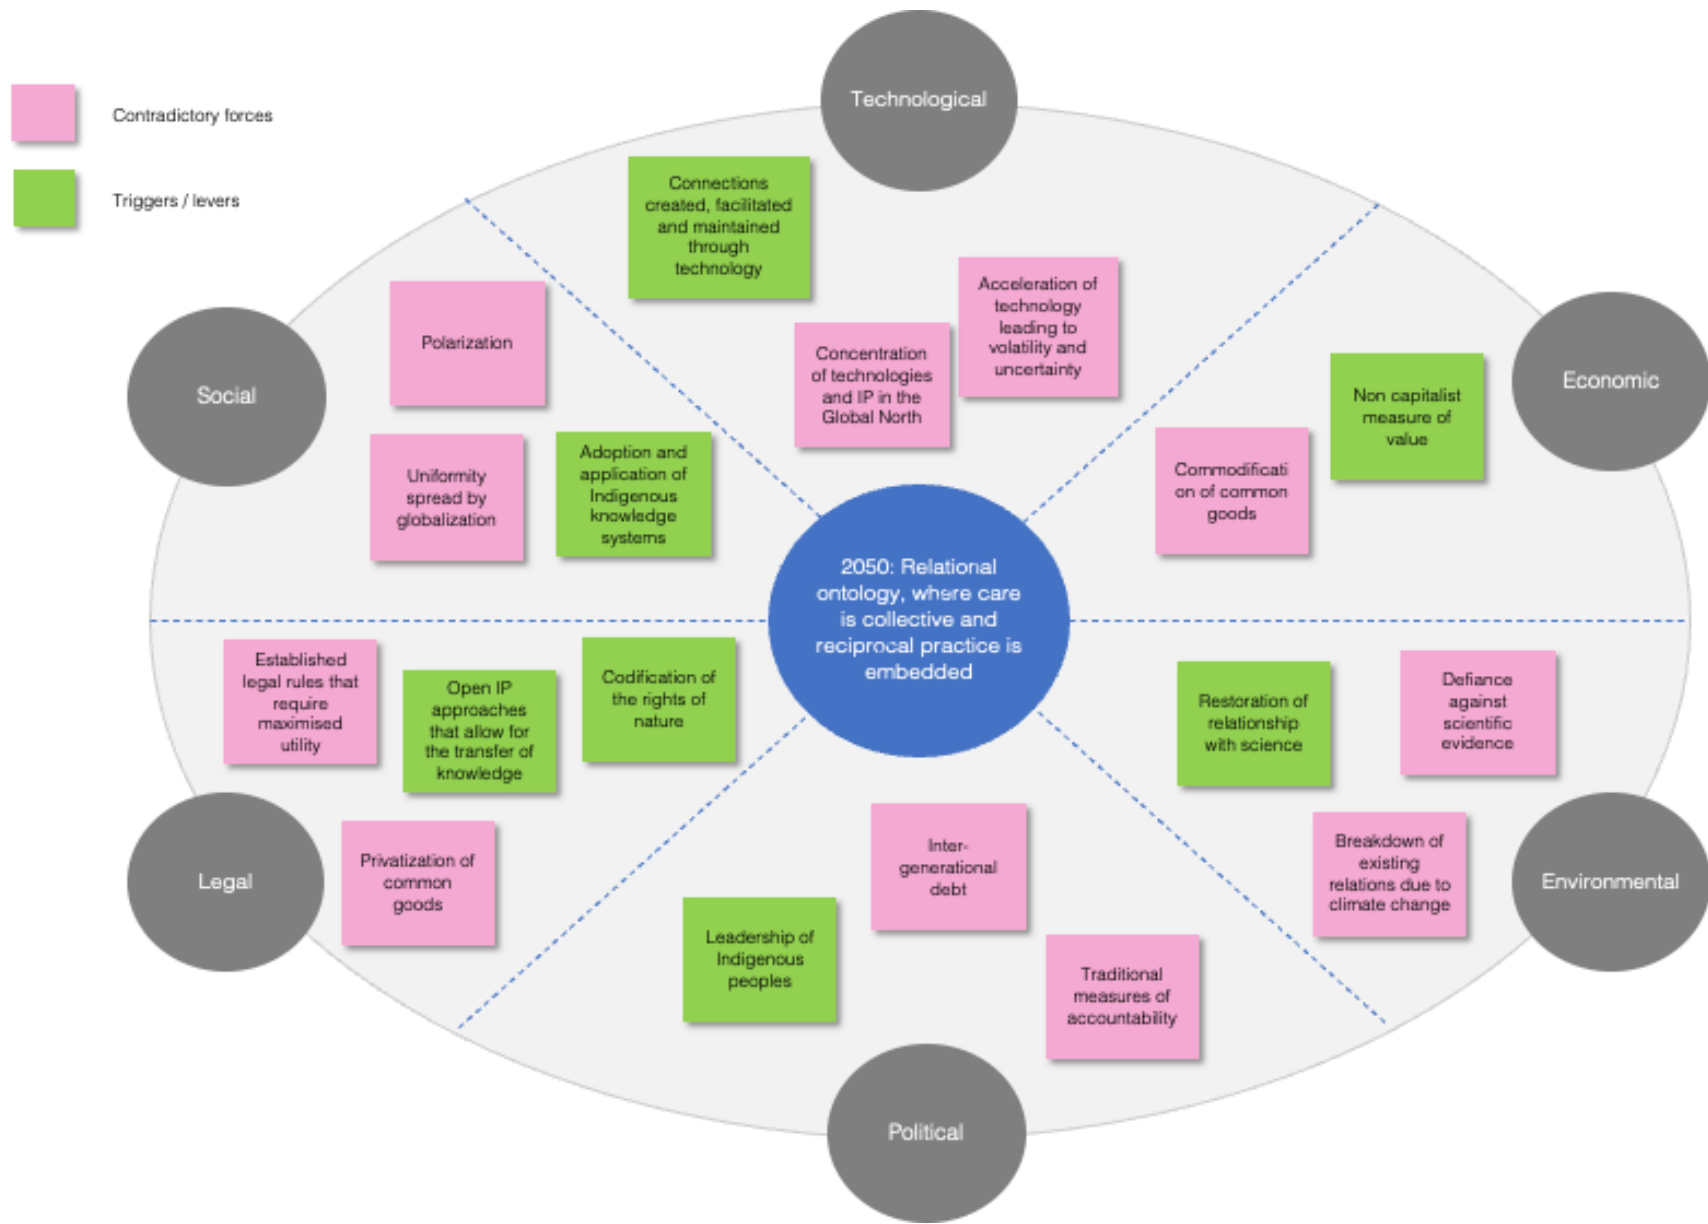 Technological
Contradictory forces
Triggers / levers
Connections
created, facilitated
and maintained
through
technology
Acceleration of
technology
leading to
volatility and
uncertainty
Concentration
of technologies
and IP in the
Global North
Social
Polarization
Uniformity
spread by
globalization
Adoption and
application of
Indigenous
knowledge
systems
Economic
Non capitalist
measure of
value
Commodificati
on of common
goods
2050: Relational
ontology, where care
is collective and
reciprocal practice is
embedded
Established
legal rules that
require
maximised
utility
Open IP
approaches
that allow for
the transfer of
knowledge
Codification of
the rights of
nature
Legal
Privatization of
common
goods
Restoration of
relationship
with science
Defiance
against
scientific
evidence
Breakdown of
existing
relations due to
climate change
Environmental
Inter-
generational
debt
Leadership of
Indigenous
peoples
Traditional
measures of
accountability
Political